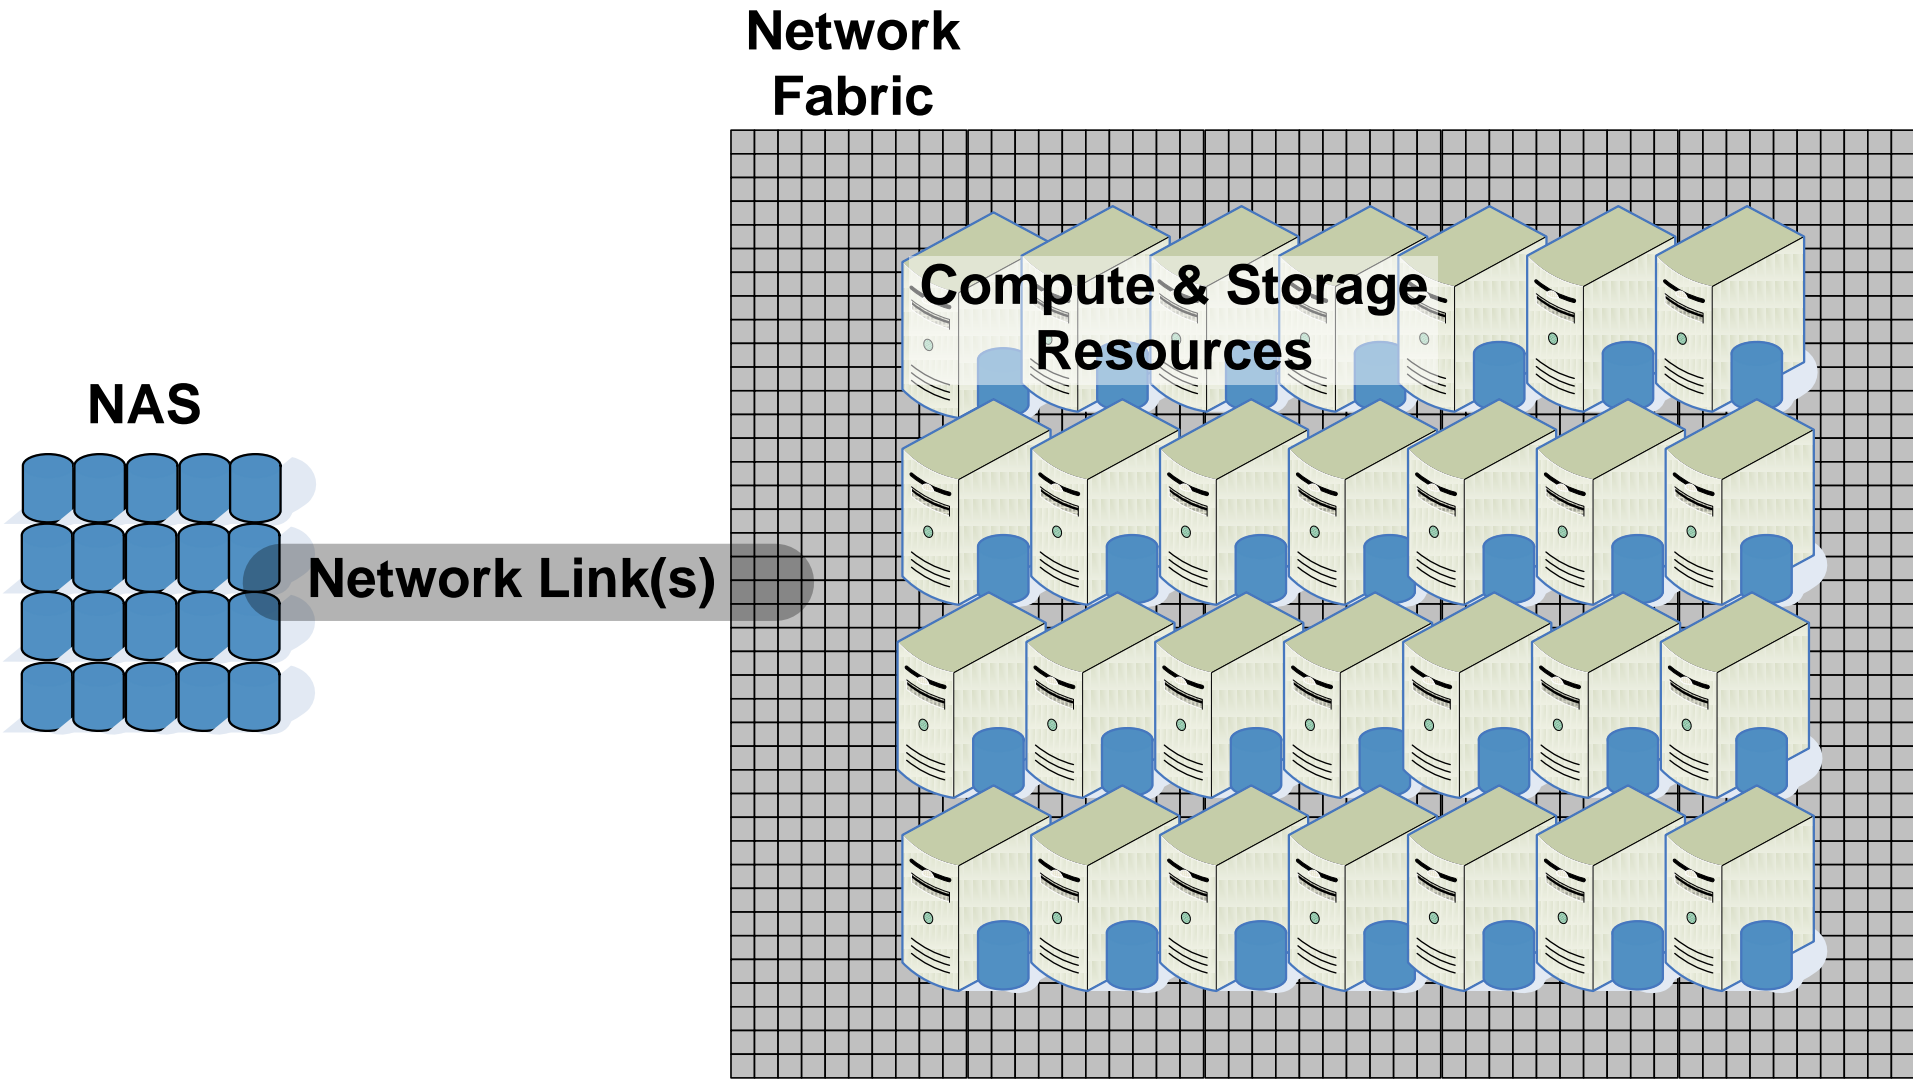 Network
Fabric
Compute & Storage
Resources
NAS
Network Link(s)